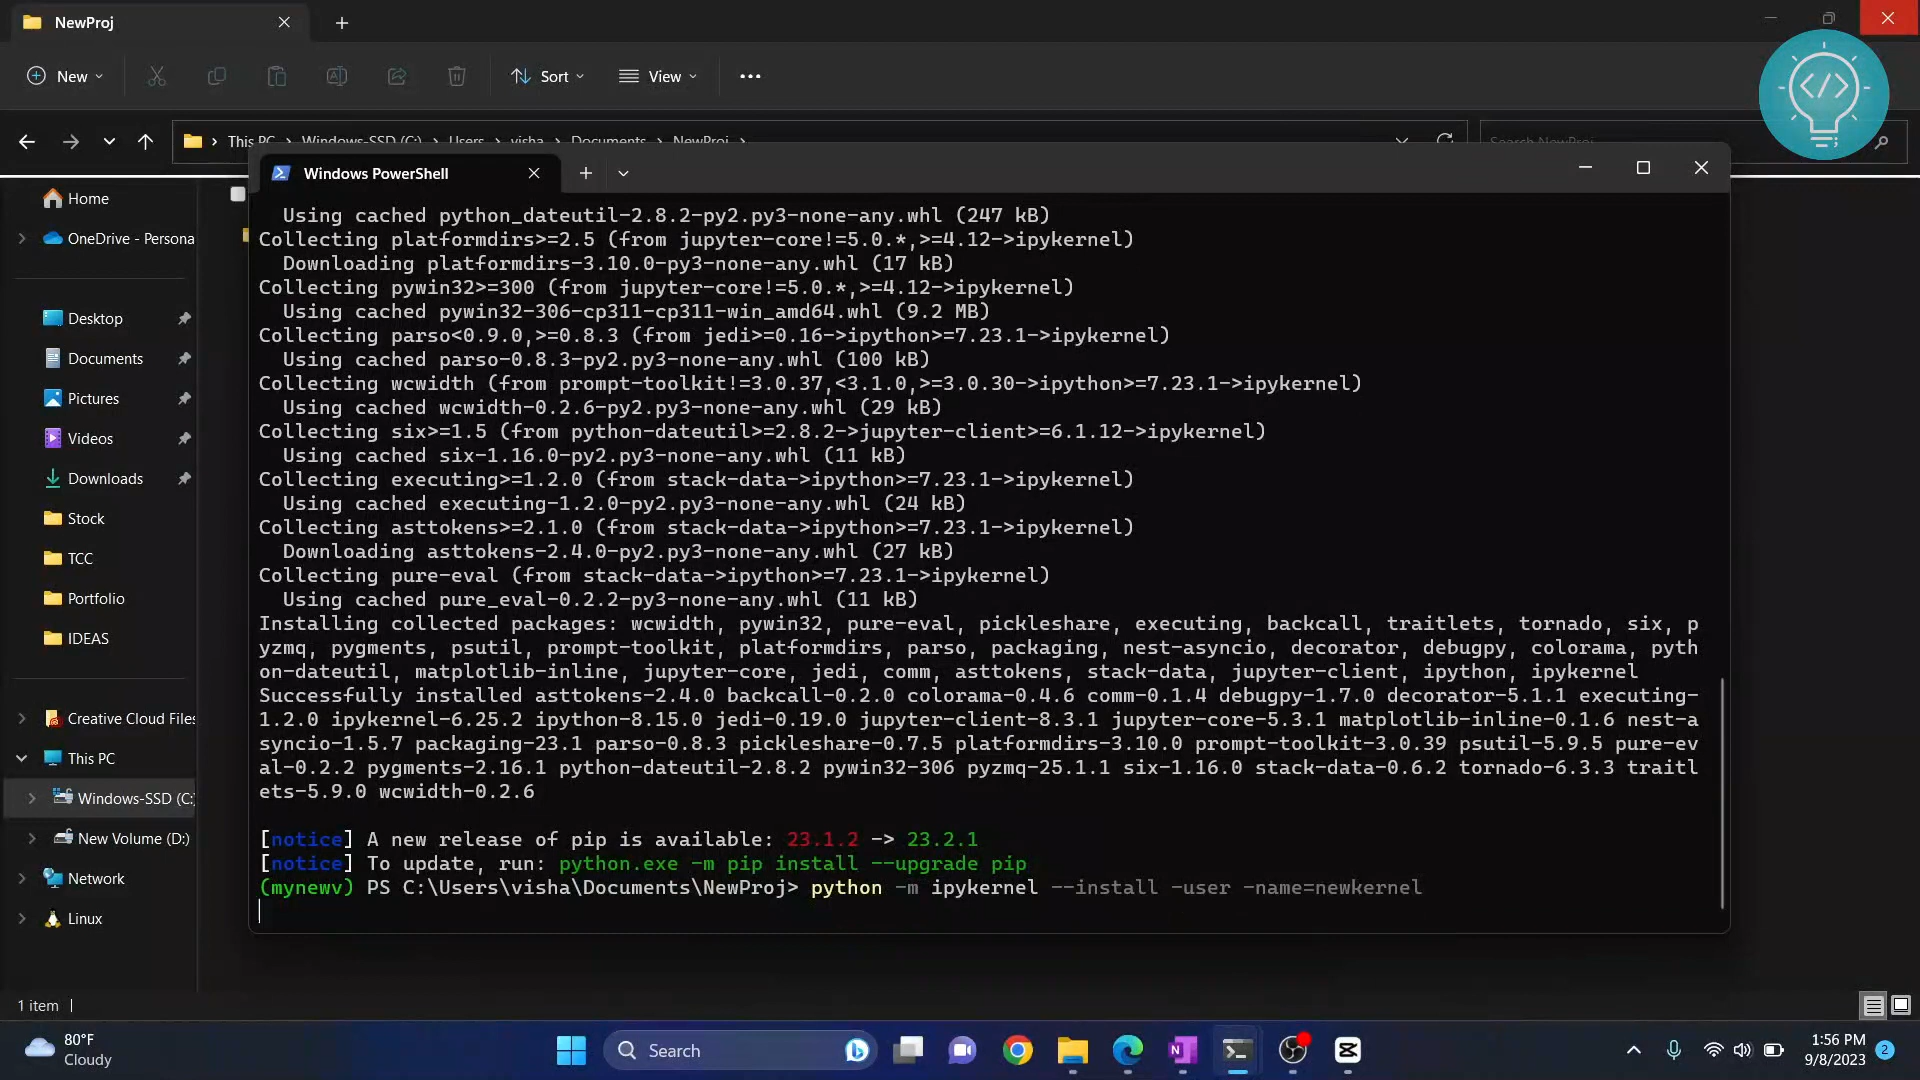 NewProj
New
Sort
View
This PC > Windows-SSD (C:) > Users > visha > Documents > NewProj >
Search NewProj
</>
Windows PowerShell
Home
OneDrive - Persona
Desktop
Documents
Pictures
Videos
Downloads
Stock
TCC
Portfolio
IDEAS
Creative Cloud Files
This PC
Windows-SSD (C:
New Volume (D:)
Network
Linux
Using cached python_dateutil-2.8.2-py2.py3-none-any.whl (247 kB)
Collecting platformdirs>=2.5 (from jupyter-core!=5.0.*,>=4.12->ipykernel)
Downloading platformdirs-3.10.0-py3-none-any.whl (17 kB)
Collecting pywin32>=300 (from jupyter-core!=5.0.*,>=4.12->ipykernel)
Using cached pywin32-306-cp311-cp311-win_amd64.whl (9.2 MB)
Collecting parso<0.9.0,>=0.8.3 (from jedi>=0.16->ipython>=7.23.1->ipykernel)
Using cached parso-0.8.3-py2.py3-none-any.whl (100 kB)
Collecting wcwidth (from prompt-toolkit!=3.0.37,<3.1.0,>=3.0.30->ipython>=7.23.1->ipykernel)
Using cached wcwidth-0.2.6-py2.py3-none-any.whl (29 kB)
Collecting six>=1.5 (from python-dateutil>=2.8.2->jupyter-client>=6.1.12->ipykernel)
Using cached six-1.16.0-py2.py3-none-any.whl (11 kB)
Collecting executing>=1.2.0 (from stack-data->ipython>=7.23.1->ipykernel)
Using cached executing-1.2.0-py2.py3-none-any.whl (24 kB)
Collecting asttokens>=2.1.0 (from stack-data->ipython>=7.23.1->ipykernel)
Downloading asttokens-2.4.0-py2.py3-none-any.whl (27 kB)
Collecting pure-eval (from stack-data->ipython>=7.23.1->ipykernel)
Using cached pure_eval-0.2.2-py3-none-any.whl (11 kB)
Installing collected packages: wcwidth, pywin32, pure-eval, pickleshare, executing, backcall, traitlets, tornado, six, p
yzmq, pygments, psutil, prompt-toolkit, platformdirs, parso, packaging, nest-asyncio, decorator, debugpy, colorama, pyth
on-dateutil, matplotlib-inline, jupyter-core, jedi, comm, asttokens, stack-data, jupyter-client, ipython, ipykernel
Successfully installed asttokens-2.4.0 backcall-0.2.0 colorama-0.4.6 comm-0.1.4 debugpy-1.7.0 decorator-5.1.1 executing-
1.2.0 ipykernel-6.25.2 ipython-8.15.0 jedi-0.19.0 jupyter-client-8.3.1 jupyter-core-5.3.1 matplotlib-inline-0.1.6 nest-a
syncio-1.5.7 packaging-23.1 parso-0.8.3 pickleshare-0.7.5 platformdirs-3.10.0 prompt-toolkit-3.0.39 psutil-5.9.5 pure-ev
al-0.2.2 pygments-2.16.1 python-dateutil-2.8.2 pywin32-306 pyzmq-25.1.1 six-1.16.0 stack-data-0.6.2 tornado-6.3.3 traitl
ets-5.9.0 wcwidth-0.2.6
[notice] A new release of pip is available: 23.1.2 -> 23.2.1
[notice] To update, run: python.exe -m pip install --upgrade pip
(mynewv) PS C:\Users\visha\Documents\NewProj> python -m ipykernel --install -user -name=newkernel
1 item
80°F
Cloudy
Search
1:56 PM
9/8/2023
2